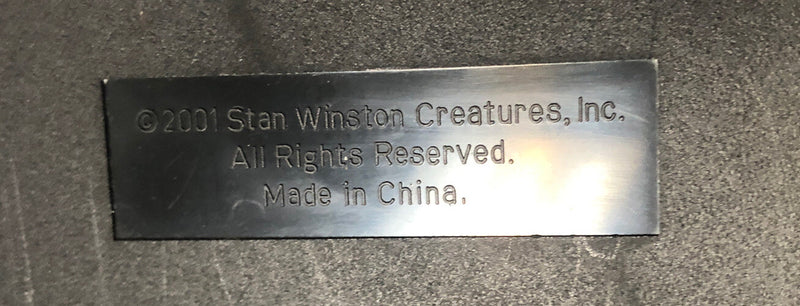 ©2001 Stan Winston Creatures, Inc.
All Rights Reserved.
Made in China.